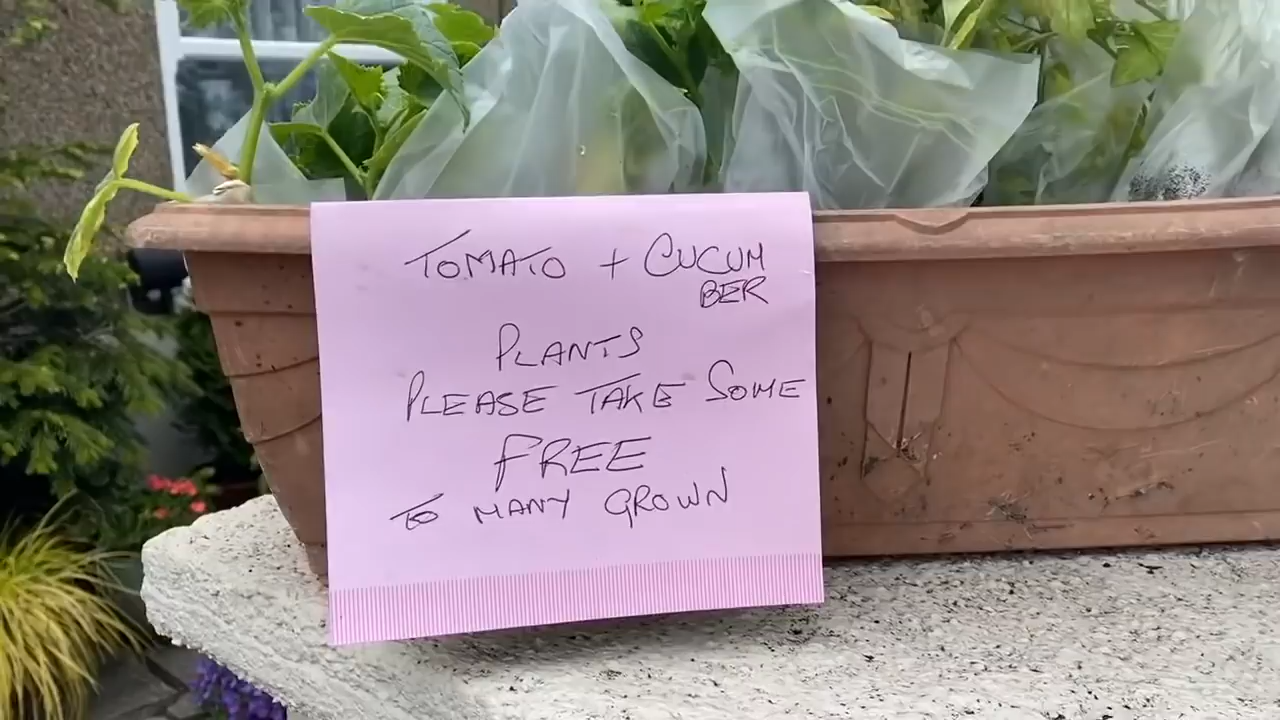 TOMATO + CUCUM
BER
PLANTS
PLEASE TAKE SOME
FREE
TO MANY GROWN